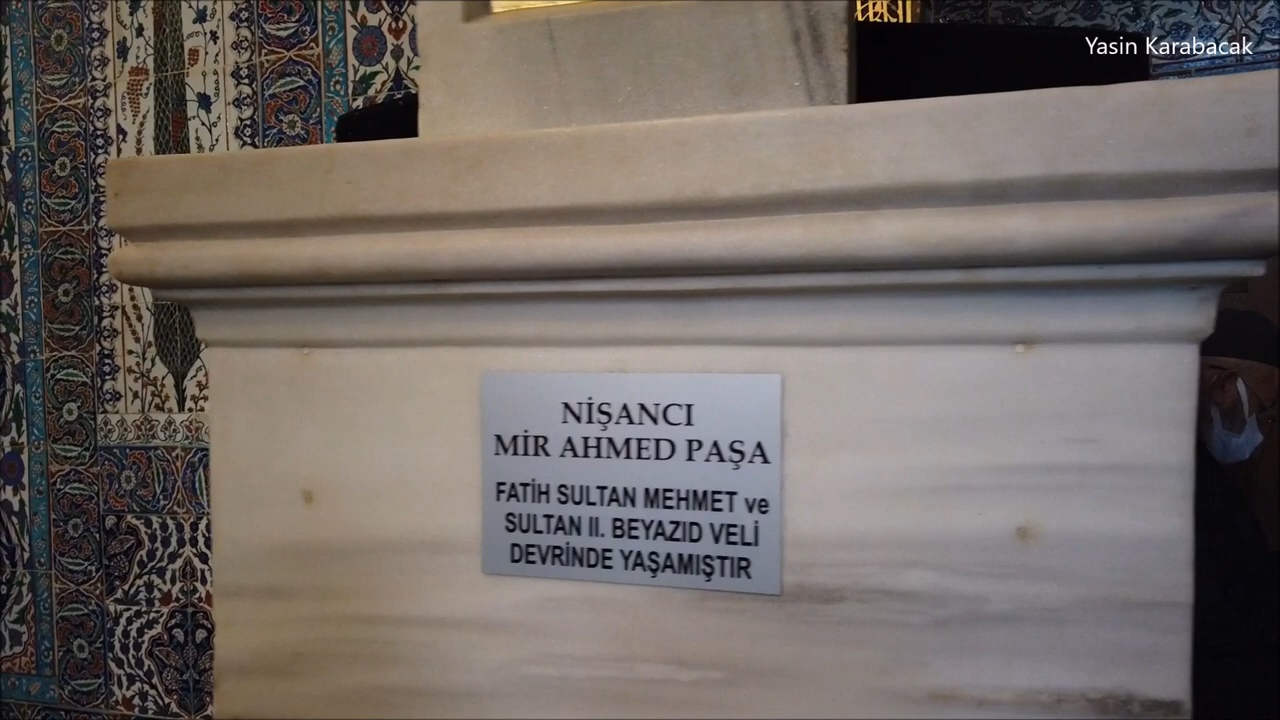 Yasin Karabacak
NİŞANCI
MİR AHMED PAŞA
FATİH SULTAN MEHMET ve
SULTAN II. BEYAZID VELİ
DEVRİNDE YAŞAMIŞTIR